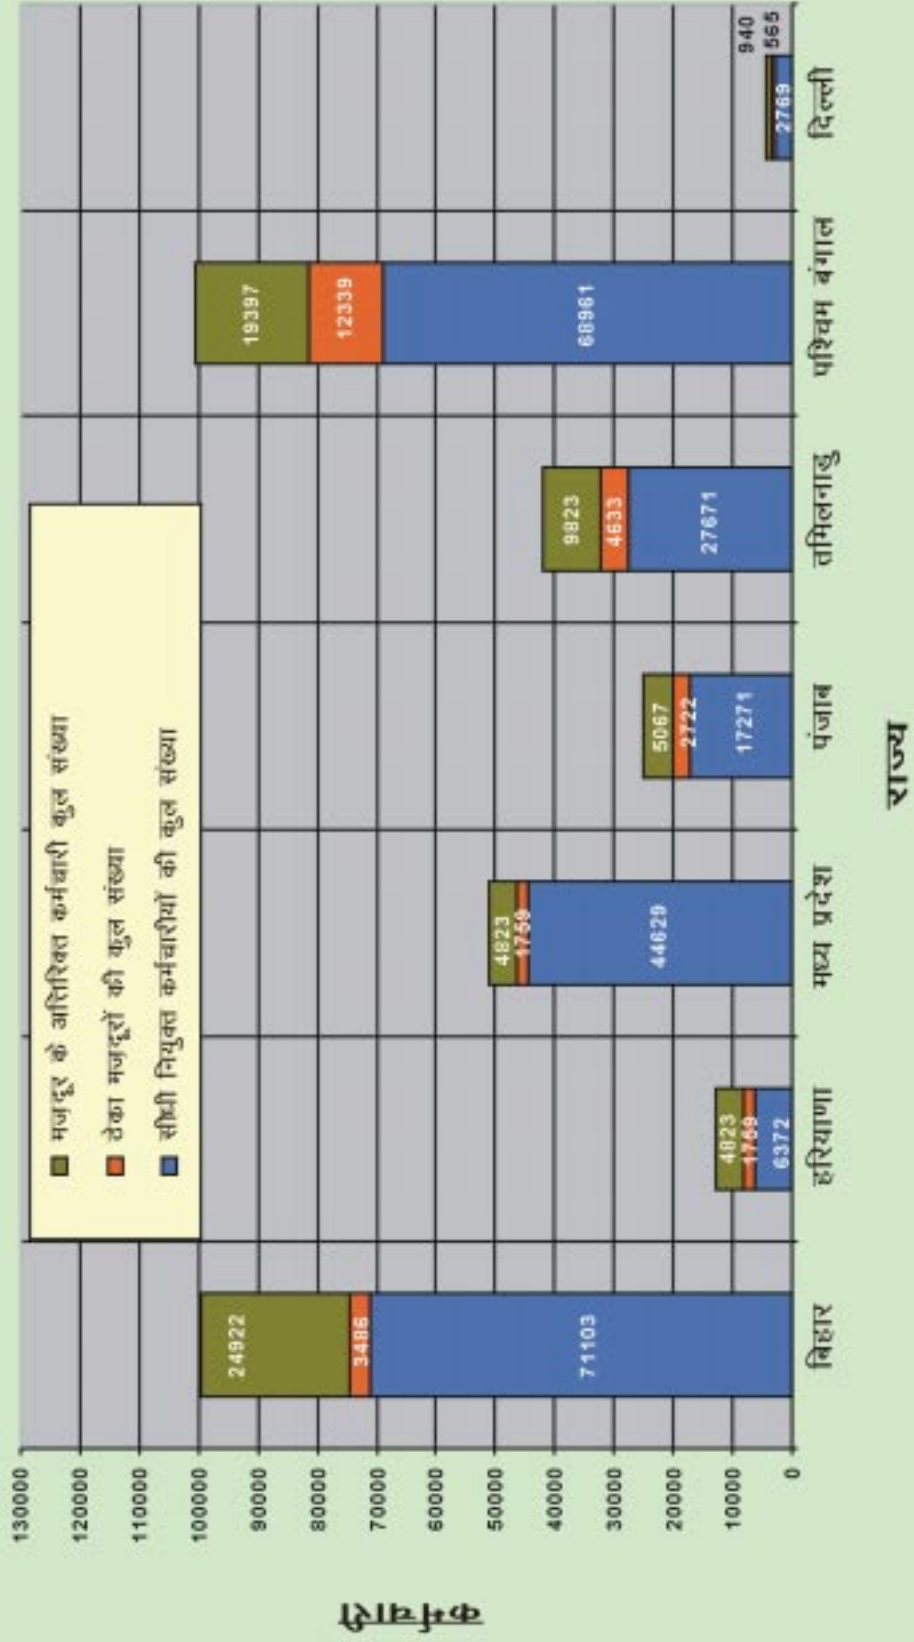 मजदूर के अतिरिक्त कर्मचारी कुल संख्या
ठेका मजदूरों की कुल संख्या
सीधी नियुक्त कर्मचारीयों की कुल संख्या
कर्मचारी
130000
120000
110000
100000
90000
80000
70000
60000
50000
40000
30000
20000
10000
0
24922
3486
71103
4823
1769
6372
4823
1759
44629
5067
2722
17271
9823
4633
27671
19397
12339
68961
940
565
2769
बिहार
हरियाणा
मध्य प्रदेश
पंजाब
तमिलनाडु
पश्चिम बंगाल
दिल्ली
राज्य